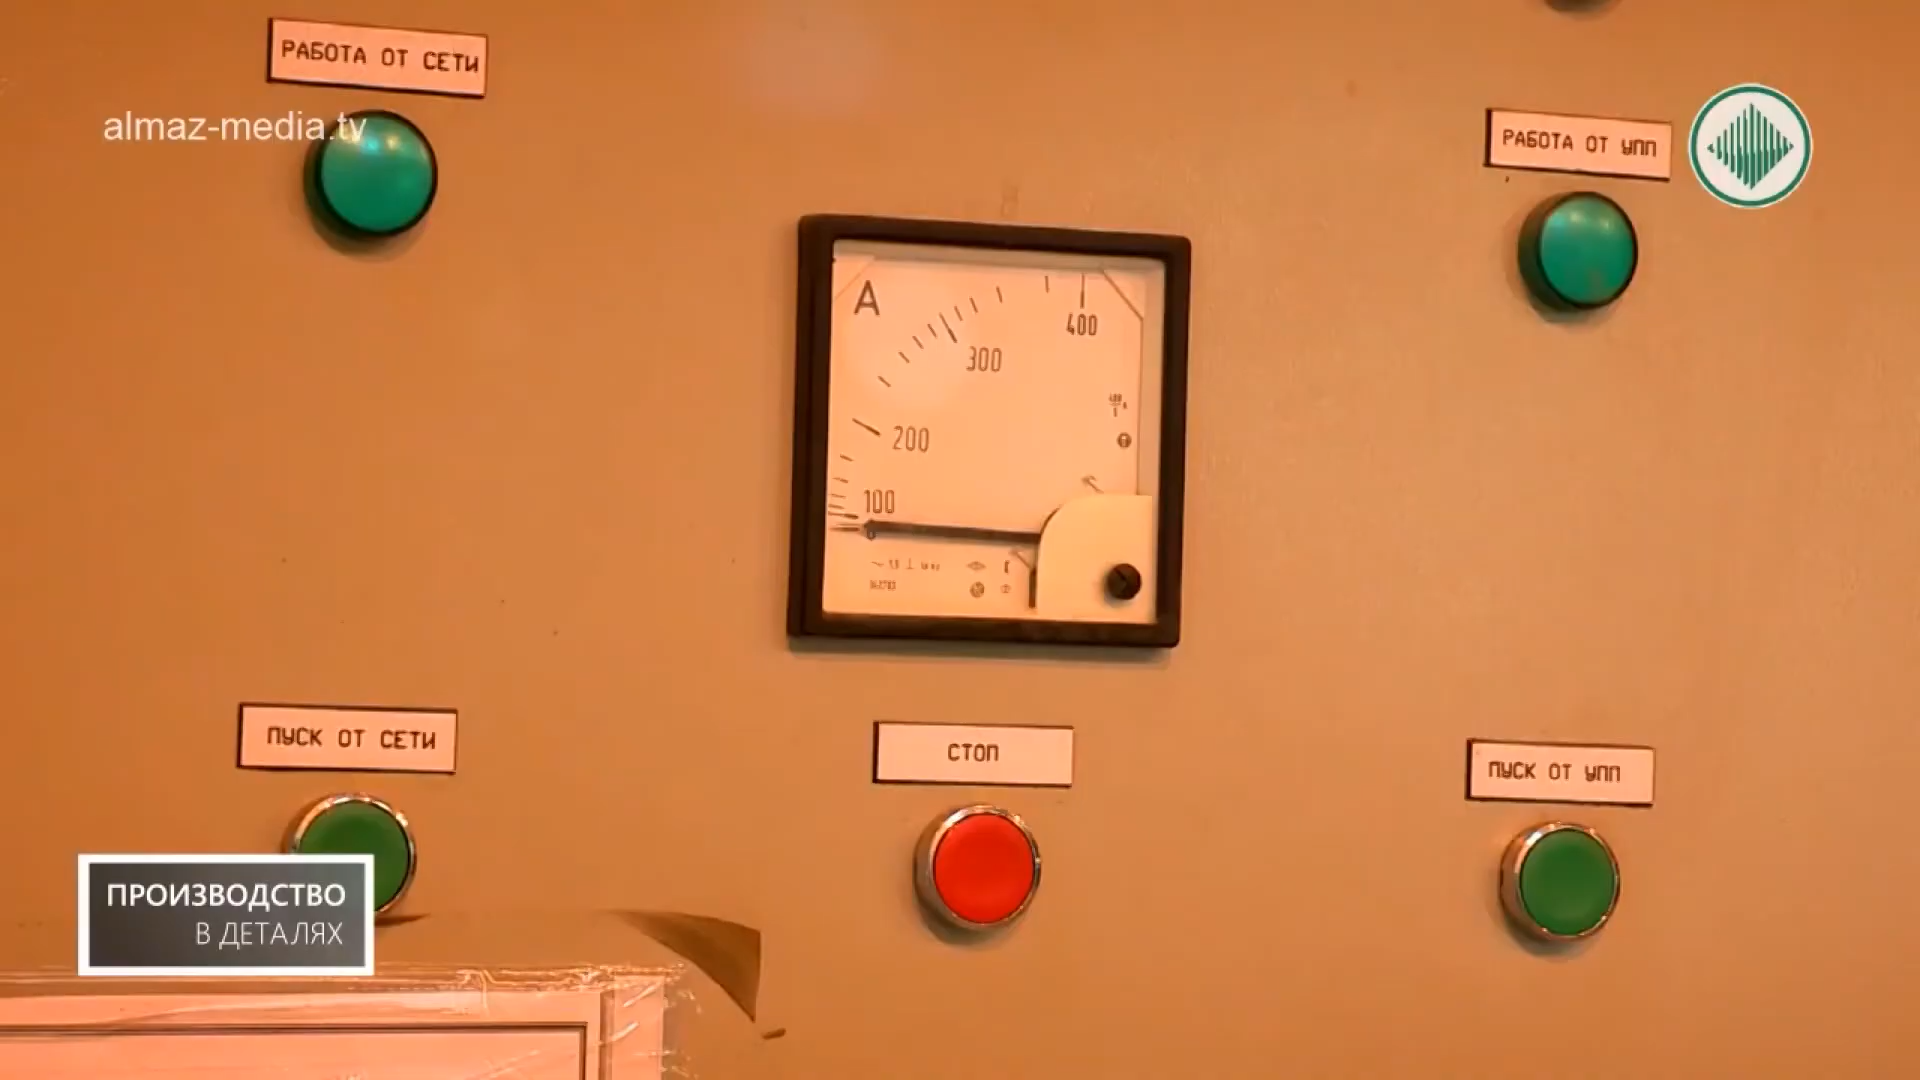 РАБОТА ОТ СЕТИ
almaz-media.tv
РАБОТА ОТ УПП
A
400
300
200
100
0
ПУСК ОТ СЕТИ
СТОП
ПУСК ОТ УПП
ПРОИЗВОДСТВО
В ДЕТАЛЯХ